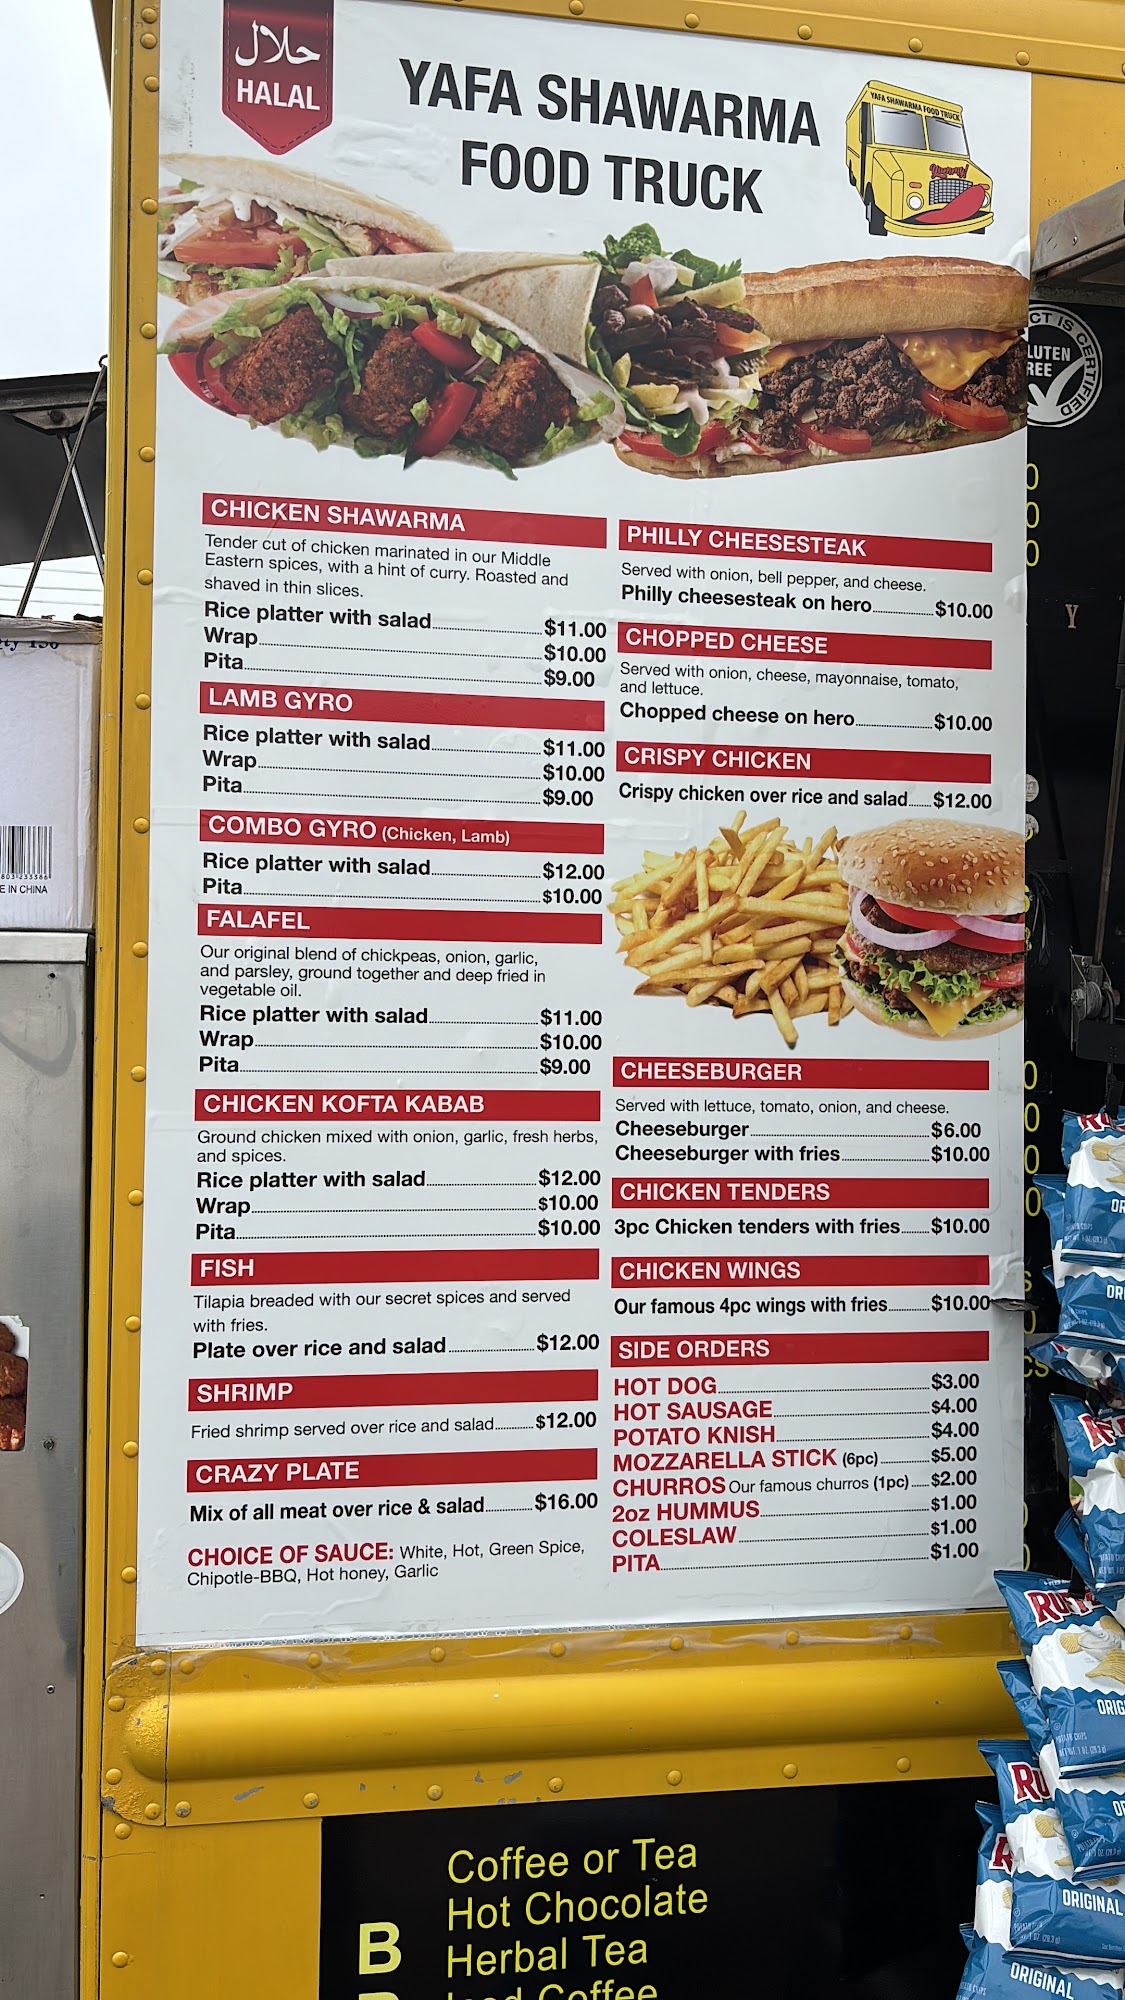 حلال
HALAL
YAFA SHAWARMA
FOOD TRUCK
YAFA SHAWARMA FOOD TRUCK
Yummy!
CHICKEN SHAWARMA
Tender cut of chicken marinated in our Middle
Eastern spices, with a hint of curry. Roasted and
shaved in thin slices.
Rice platter with salad $11.00
Wrap $10.00
Pita $9.00
LAMB GYRO
Rice platter with salad $11.00
Wrap $10.00
Pita $9.00
COMBO GYRO (Chicken, Lamb)
Rice platter with salad $12.00
Pita $10.00
FALAFEL
Our original blend of chickpeas, onion, garlic,
and parsley, ground together and deep fried in
vegetable oil.
Rice platter with salad $11.00
Wrap $10.00
Pita $9.00
CHICKEN KOFTA KABAB
Ground chicken mixed with onion, garlic, fresh herbs,
and spices.
Rice platter with salad $12.00
Wrap $10.00
Pita $10.00
FISH
Tilapia breaded with our secret spices and served
with fries.
Plate over rice and salad $12.00
SHRIMP
Fried shrimp served over rice and salad $12.00
CRAZY PLATE
Mix of all meat over rice & salad $16.00
CHOICE OF SAUCE: White, Hot, Green Spice,
Chipotle-BBQ, Hot honey, Garlic
PHILLY CHEESESTEAK
Served with onion, bell pepper, and cheese.
Philly cheesesteak on hero $10.00
CHOPPED CHEESE
Served with onion, cheese, mayonnaise, tomato,
and lettuce.
Chopped cheese on hero $10.00
CRISPY CHICKEN
Crispy chicken over rice and salad $12.00
CHEESEBURGER
Served with lettuce, tomato, onion, and cheese.
Cheeseburger $6.00
Cheeseburger with fries $10.00
CHICKEN TENDERS
3pc Chicken tenders with fries $10.00
CHICKEN WINGS
Our famous 4pc wings with fries $10.00
SIDE ORDERS
HOT DOG $3.00
HOT SAUSAGE $4.00
POTATO KNISH $4.00
MOZZARELLA STICK (6pc) $5.00
CHURROS Our famous churros (1pc) $2.00
2oz HUMMUS $1.00
COLESLAW $1.00
PITA $1.00
CT IS CERTIFIED
LUTEN
REE
Y
E IN CHINA
Coffee or Tea
Hot Chocolate
B
Herbal Tea
Iced Coffee
ORIG
ORIGINAL
ORIGINAL